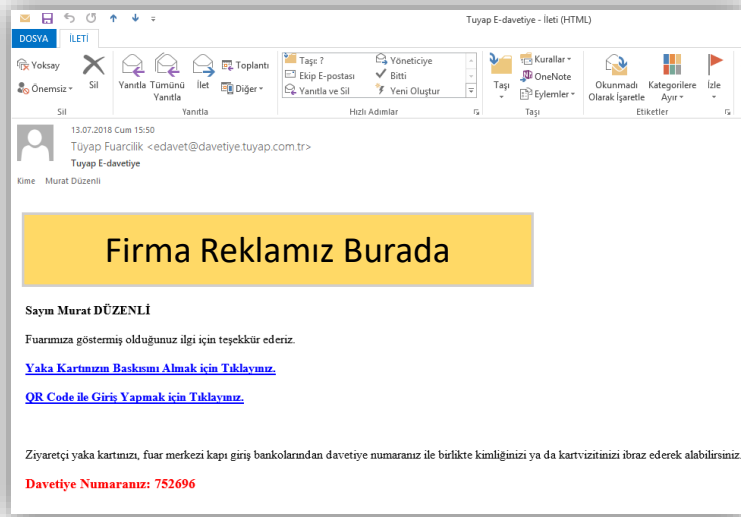 Tuyap E-davetiye - İleti (HTML)
DOSYA İLETİ
Yoksay
Önemsiz
Sil
Sil
Yanıtla Tümünü Yanıtla İlet
Toplantı
Diğer
Yanıtla
Taşı: ?
Ekip E-postası
Yanıtla ve Sil
Yöneticiye
Bitti
Yeni Oluştur
Hızlı Adımlar
Taşı
Kurallar
OneNote
Eylemler
Taşı
Okunmadı Olarak İşaretle
Kategorilere Ayır
İzle
Etiketler
13.07.2018 Cum 15:50
Tüyap Fuarcilik <edavet@davetiye.tuyap.com.tr>
Tuyap E-davetiye
Kime Murat Düzenli
Firma Reklamız Burada
Sayın Murat DÜZENLİ
Fuarımıza göstermiş olduğunuz ilgi için teşekkür ederiz.
Yaka Kartınızın Baskısını Almak için Tıklayınız.
QR Code ile Giriş Yapmak için Tıklayınız.
Ziyaretçi yaka kartınızı, fuar merkezi kapı giriş bankolarından davetiye numaranız ile birlikte kimliğinizi ya da kartvizitinizi ibraz ederek alabilirsiniz.
Davetiye Numaranız: 752696